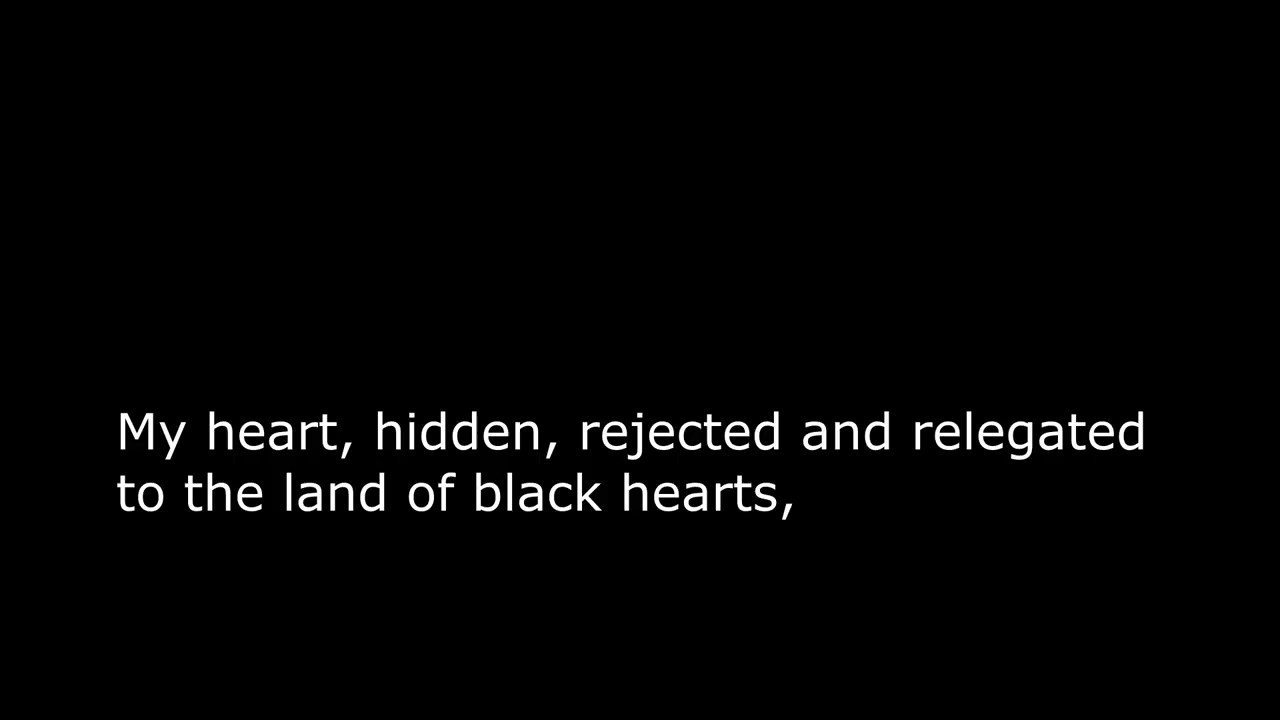 My heart, hidden, rejected and relegated
to the land of black hearts,